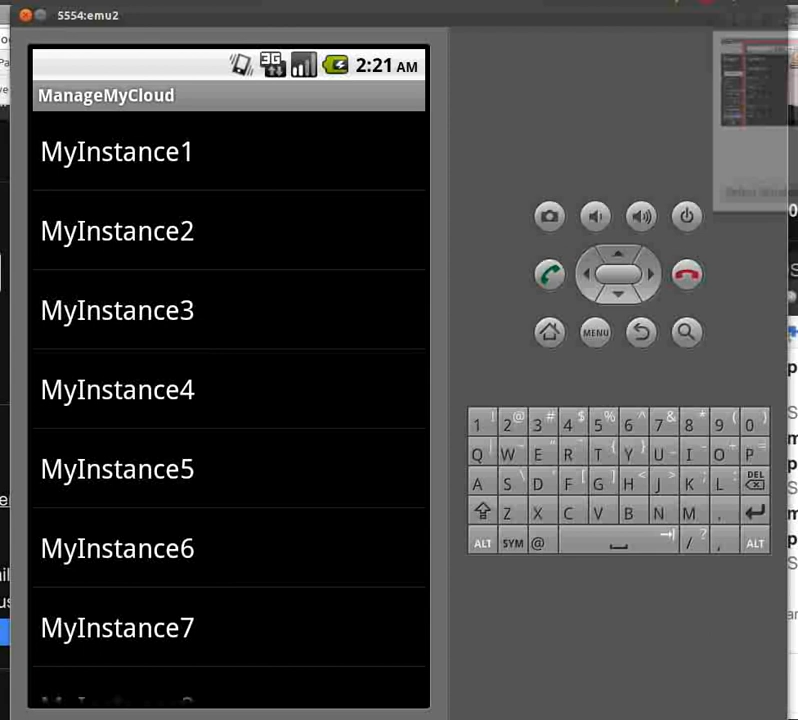 5554:emu2
3G
2:21 AM
ManageMyCloud
MyInstance1
MyInstance2
MyInstance3
MyInstance4
MyInstance5
MyInstance6
MyInstance7
MENU
1 ! 2 @ 3 # 4 $ 5 % 6 ^ 7 & 8 * 9 ( 0 )
Q W ~ E " R ` T { Y } U _ I - O + P =
A S \ D ' F [ G ] H < J > K ; L : DEL
Z X C V B N M .
ALT SYM @ / ? , ALT